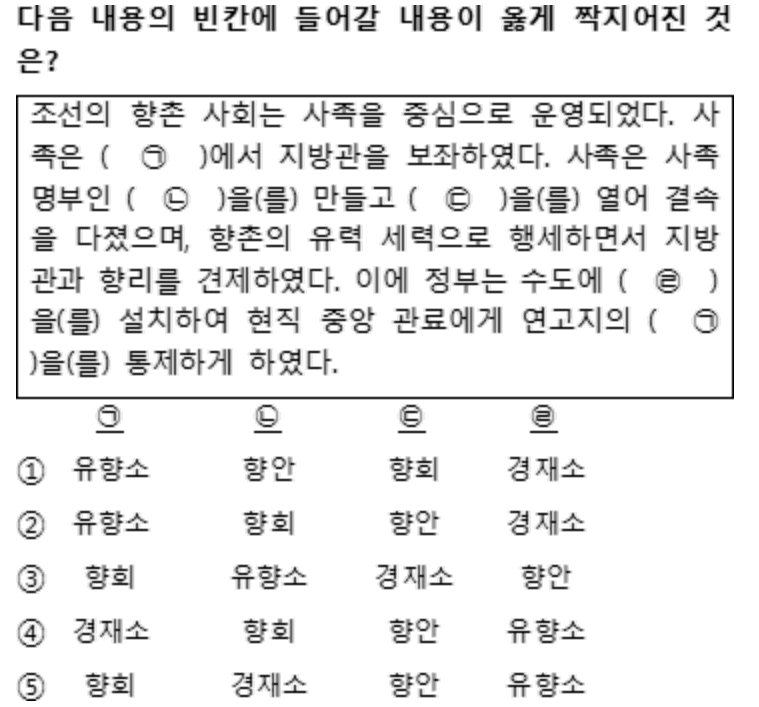 다음 내용의 빈칸에 들어갈 내용이 옳게 짝지어진 것
은?
조선의 향촌 사회는 사족을 중심으로 운영되었다. 사
족은 ( ㉠ )에서 지방관을 보좌하였다. 사족은 사족
명부인 ( ㉡ )을(를) 만들고 ( ㉢ )을(를) 열어 결속
을 다졌으며, 향촌의 유력 세력으로 행세하면서 지방
관과 향리를 견제하였다. 이에 정부는 수도에 ( ㉣ )
을(를) 설치하여 현직 중앙 관료에게 연고지의 ( ㉠
)을(를) 통제하게 하였다.
㉠ ㉡ ㉢ ㉣
① 유향소 향안 향회 경재소
② 유향소 향회 향안 경재소
③ 향회 유향소 경재소 향안
④ 경재소 향회 향안 유향소
⑤ 향회 경재소 향안 유향소